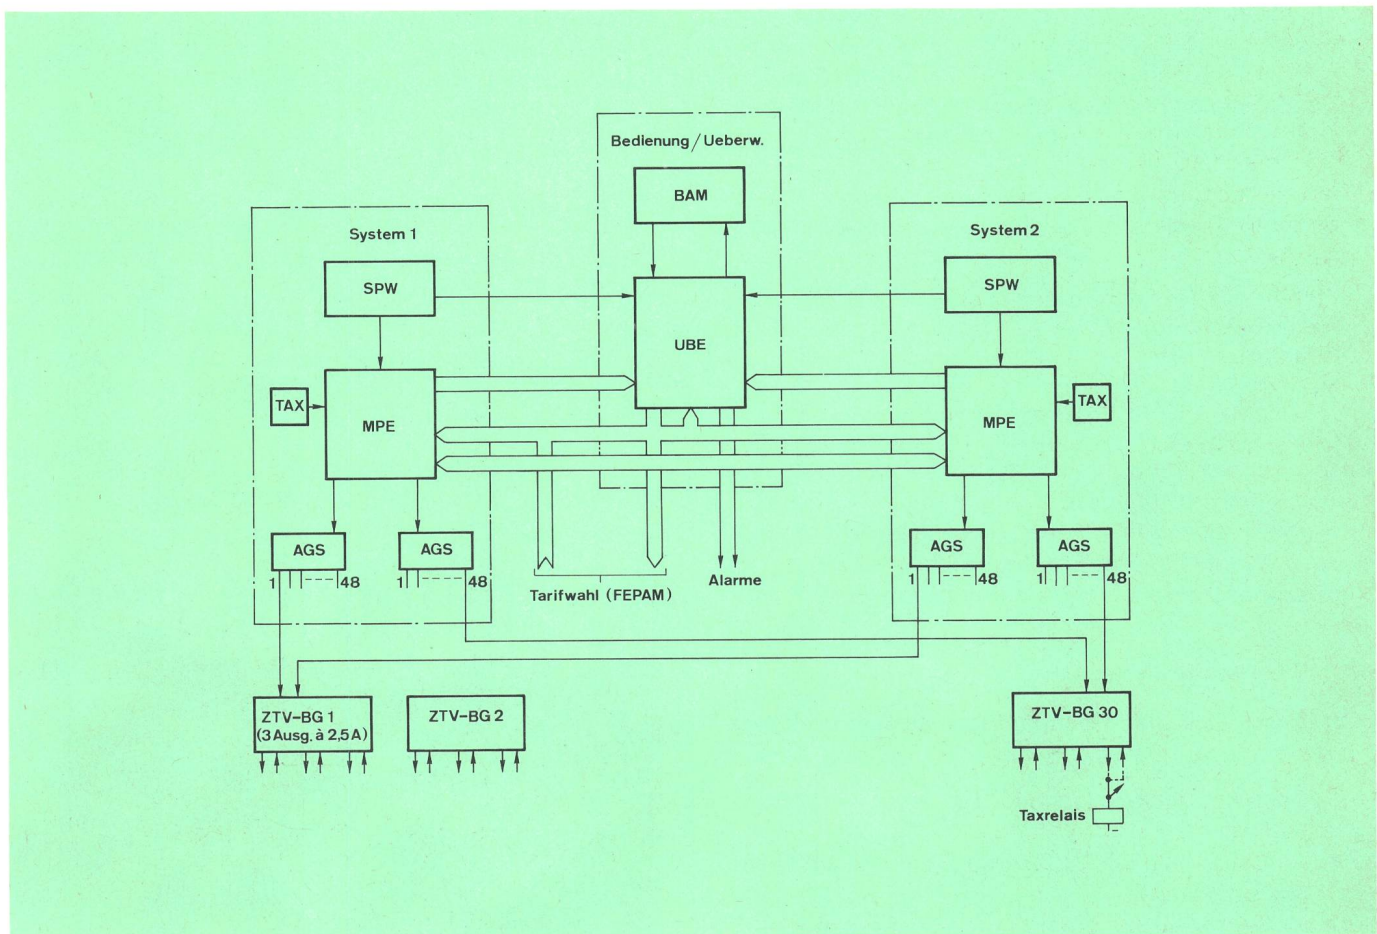 Bedienung / Ueberw.
BAM
System 1
System 2
SPW
SPW
UBE
TAX
MPE
MPE
TAX
AGS
AGS
AGS
AGS
1 48
1 48
1 48
1 48
Tarifwahl (FEPAM)
Alarme
ZTV-BG 1
(3 Ausg. à 2,5 A)
ZTV-BG 2
ZTV-BG 30
Taxrelais